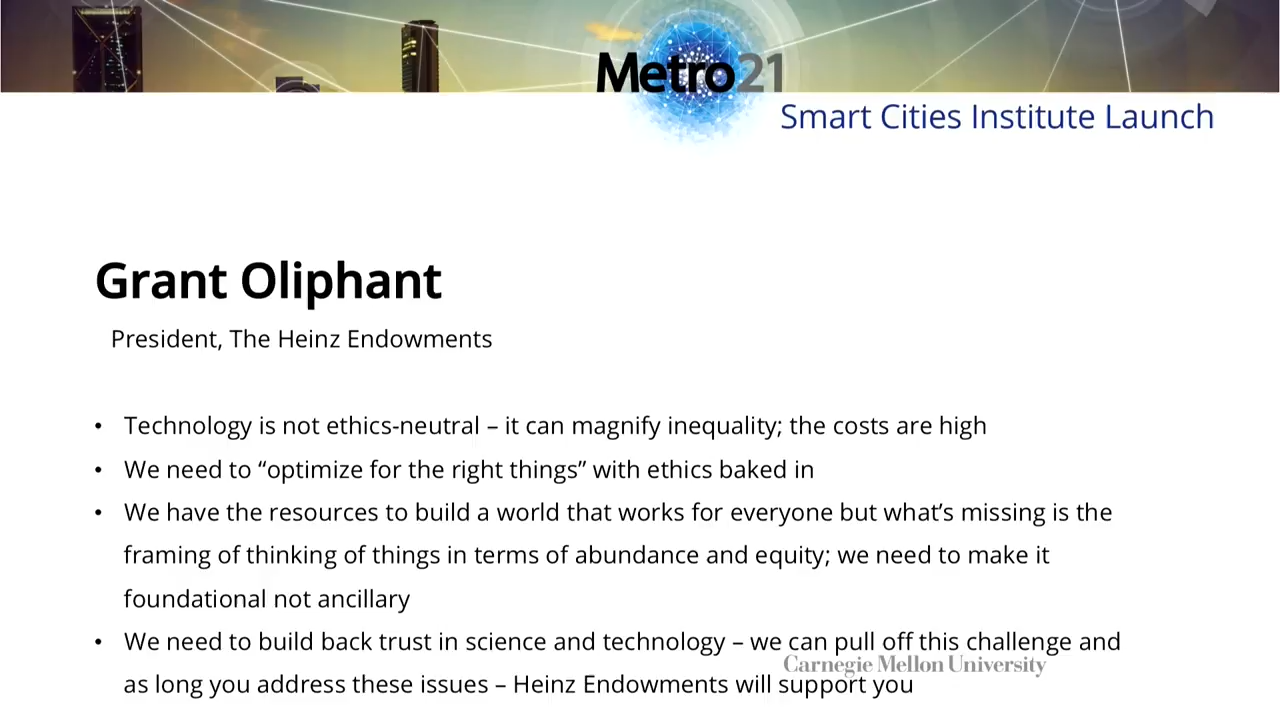 Metro21
Smart Cities Institute Launch
Grant Oliphant
President, The Heinz Endowments
• Technology is not ethics-neutral – it can magnify inequality; the costs are high
• We need to “optimize for the right things” with ethics baked in
• We have the resources to build a world that works for everyone but what’s missing is the
framing of thinking of things in terms of abundance and equity; we need to make it
foundational not ancillary
• We need to build back trust in science and technology – we can pull off this challenge and
Carnegie Mellon University
as long you address these issues – Heinz Endowments will support you